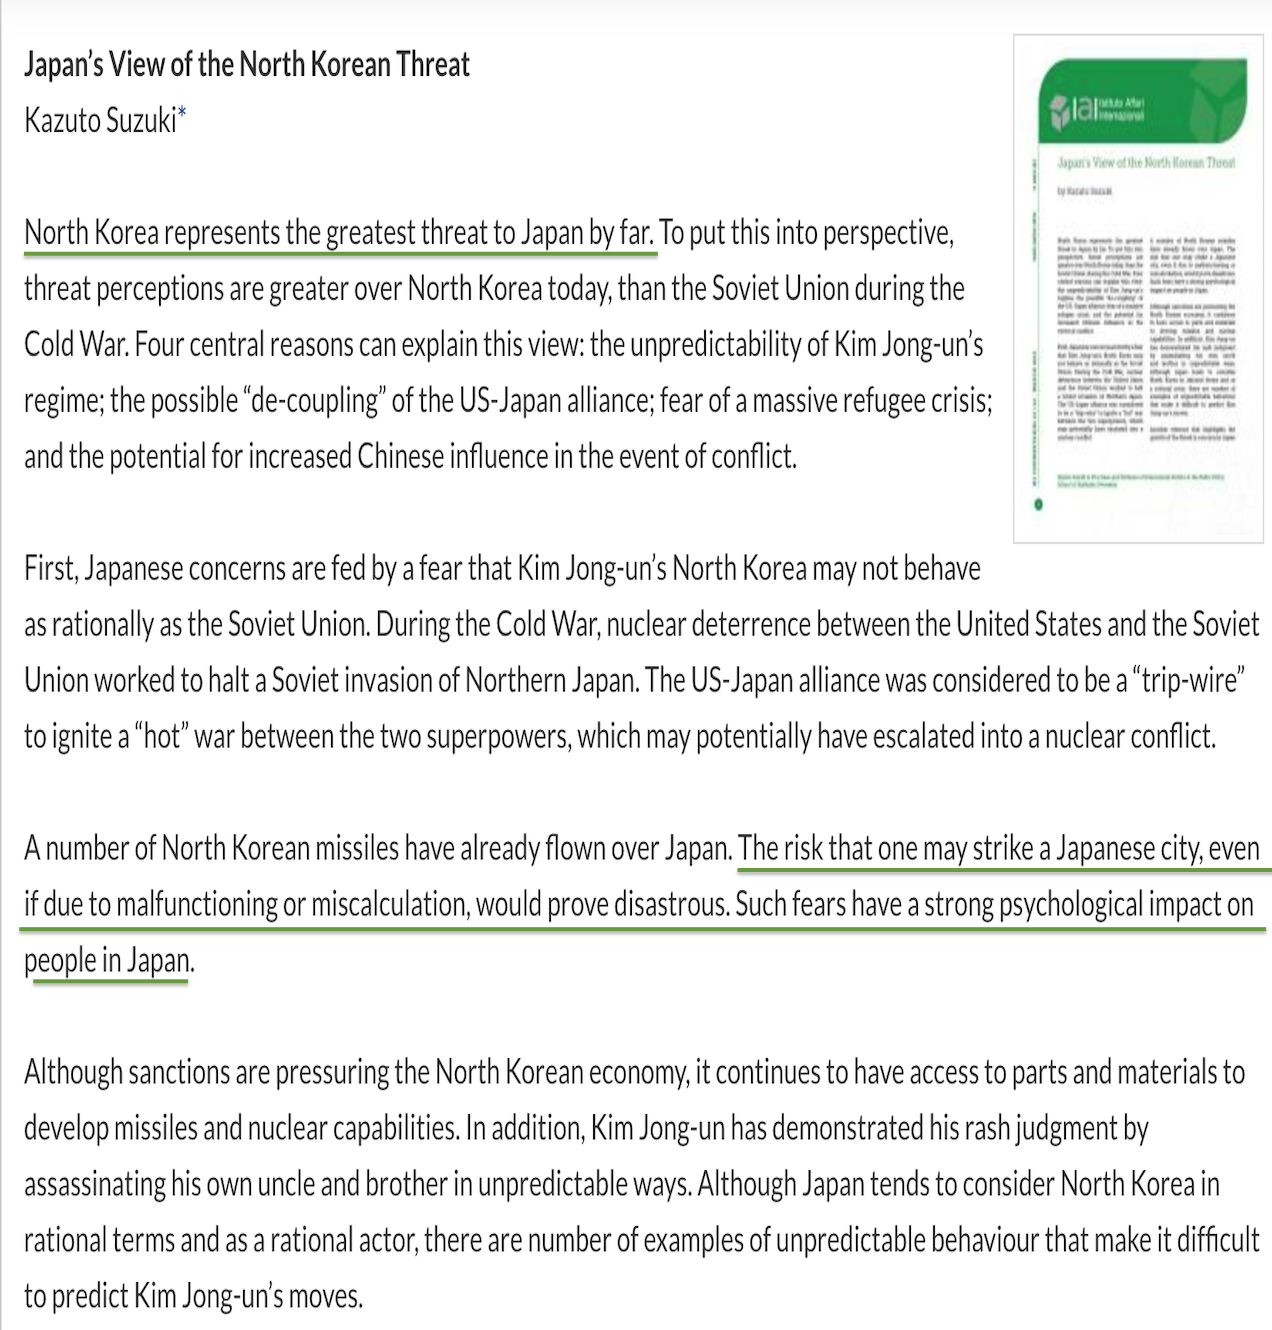 Japan’s View of the North Korean Threat
Kazuto Suzuki*
North Korea represents the greatest threat to Japan by far. To put this into perspective,
threat perceptions are greater over North Korea today, than the Soviet Union during the
Cold War. Four central reasons can explain this view: the unpredictability of Kim Jong-un’s
regime; the possible “de-coupling” of the US-Japan alliance; fear of a massive refugee crisis;
and the potential for increased Chinese influence in the event of conflict.
First, Japanese concerns are fed by a fear that Kim Jong-un’s North Korea may not behave
as rationally as the Soviet Union. During the Cold War, nuclear deterrence between the United States and the Soviet
Union worked to halt a Soviet invasion of Northern Japan. The US-Japan alliance was considered to be a “trip-wire”
to ignite a “hot” war between the two superpowers, which may potentially have escalated into a nuclear conflict.
A number of North Korean missiles have already flown over Japan. The risk that one may strike a Japanese city, even
if due to malfunctioning or miscalculation, would prove disastrous. Such fears have a strong psychological impact on
people in Japan.
Although sanctions are pressuring the North Korean economy, it continues to have access to parts and materials to
develop missiles and nuclear capabilities. In addition, Kim Jong-un has demonstrated his rash judgment by
assassinating his own uncle and brother in unpredictable ways. Although Japan tends to consider North Korea in
rational terms and as a rational actor, there are number of examples of unpredictable behaviour that make it difficult
to predict Kim Jong-un’s moves.
iai Istituto Affari
Internazionali
Japan's View of the North Korean Threat
by Kazuto Suzuki